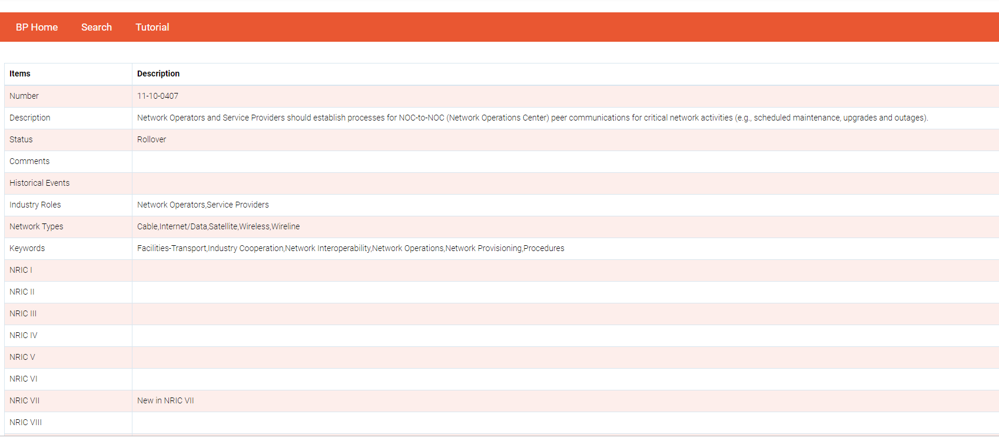 BP Home Search Tutorial
Items Description
Number 11-10-0407
Description Network Operators and Service Providers should establish processes for NOC-to-NOC (Network Operations Center) peer communications for critical network activities (e.g., scheduled maintenance, upgrades and outages).
Status Rollover
Comments
Historical Events
Industry Roles Network Operators,Service Providers
Network Types Cable,Internet/Data,Satellite,Wireless,Wireline
Keywords Facilities-Transport,Industry Cooperation,Network Interoperability,Network Operations,Network Provisioning,Procedures
NRIC I
NRIC II
NRIC III
NRIC IV
NRIC V
NRIC VI
NRIC VII New in NRIC VII
NRIC VIII